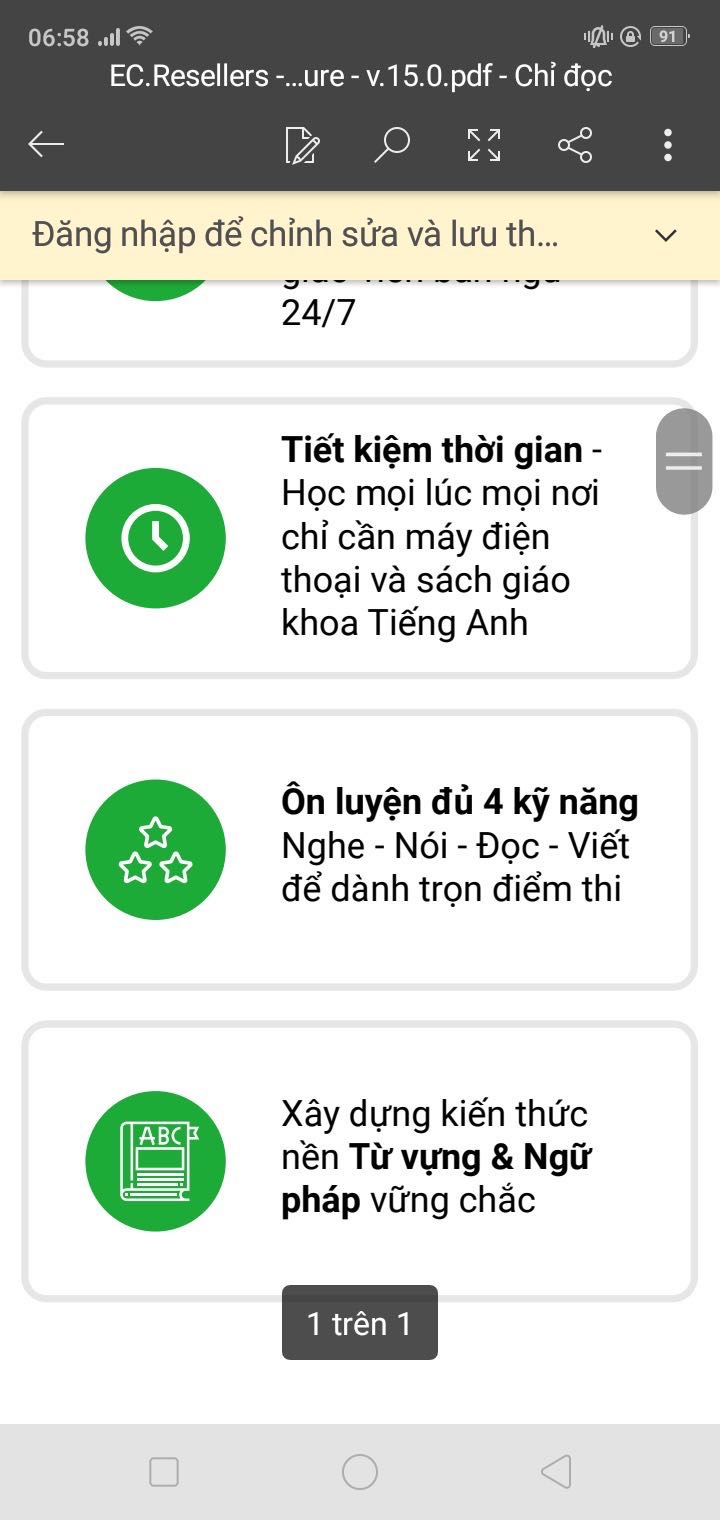 06:58
91
EC.Resellers -...ure - v.15.0.pdf - Chỉ đọc
Đăng nhập để chỉnh sửa và lưu th...
24/7
Tiết kiệm thời gian -
Học mọi lúc mọi nơi
chỉ cần máy điện
thoại và sách giáo
khoa Tiếng Anh
Ôn luyện đủ 4 kỹ năng
Nghe - Nói - Đọc - Viết
để dành trọn điểm thi
ABC
Xây dựng kiến thức
nền Từ vựng & Ngữ
pháp vững chắc
1 trên 1